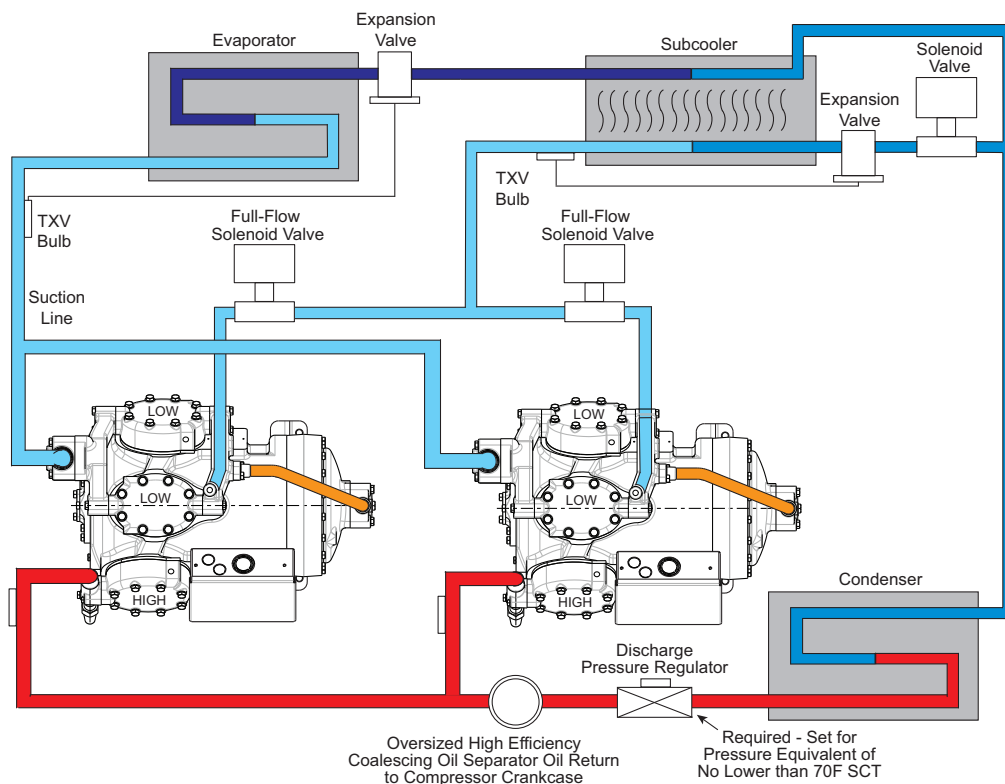 Evaporator
Expansion
Valve
Subcooler
Solenoid
Valve
Expansion
Valve
TXV
Bulb
TXV
Bulb
Full-Flow
Solenoid Valve
Full-Flow
Solenoid Valve
Suction
Line
LOW
LOW
HIGH
LOW
LOW
HIGH
Condenser
Discharge
Pressure Regulator
Oversized High Efficiency
Coalescing Oil Separator Oil Return
to Compressor Crankcase
Required - Set for
Pressure Equivalent of
No Lower than 70F SCT